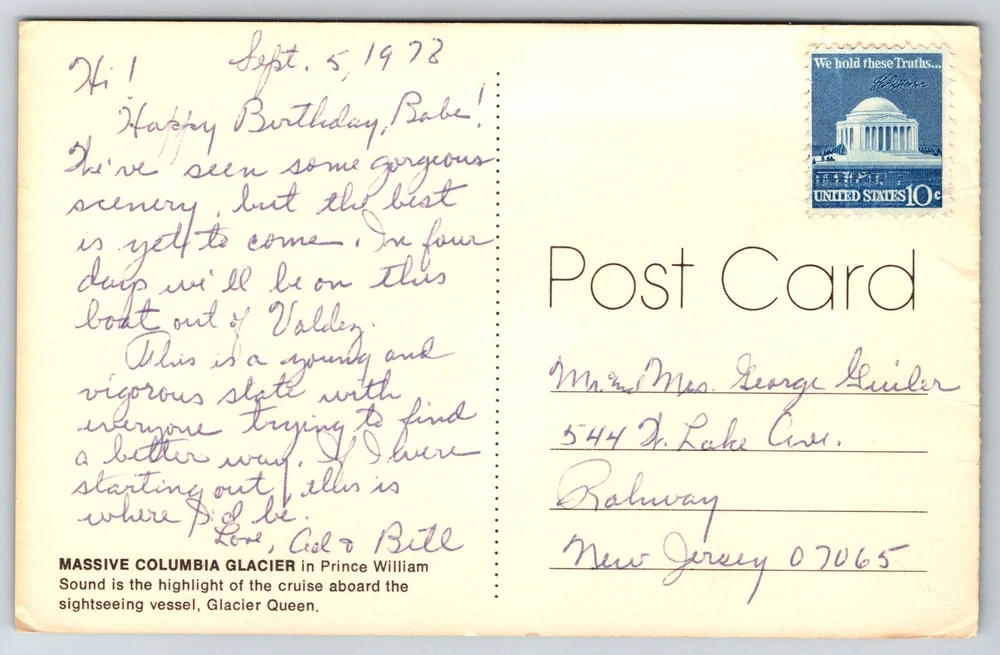 Sept. 5, 1978
Hi!
Happy Birthday, Babe!
We've seen some gorgeous
scenery, but the best
is yet to come. In four
days we'll be on this
boat out of Valdez.
This is a young and
vigorous state with
everyone trying to find
a better way. If I were
starting out, this is
where I'd be.
Love, Ad & Bill
MASSIVE COLUMBIA GLACIER in Prince William
Sound is the highlight of the cruise aboard the
sightseeing vessel, Glacier Queen.
We hold these Truths...
UNITED STATES 10c
Post Card
Mr. and Mrs. George
544 W. Lake Ave.
Rahway
New Jersey 07065